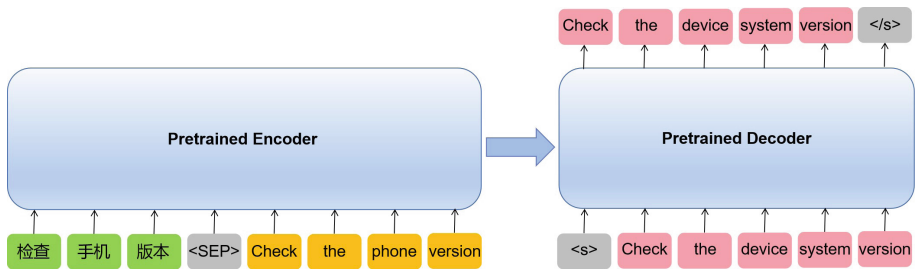 Check the device system version </s>
Pretrained Encoder
Pretrained Decoder
检查 手机 版本 <SEP> Check the phone version
<s> Check the device system version